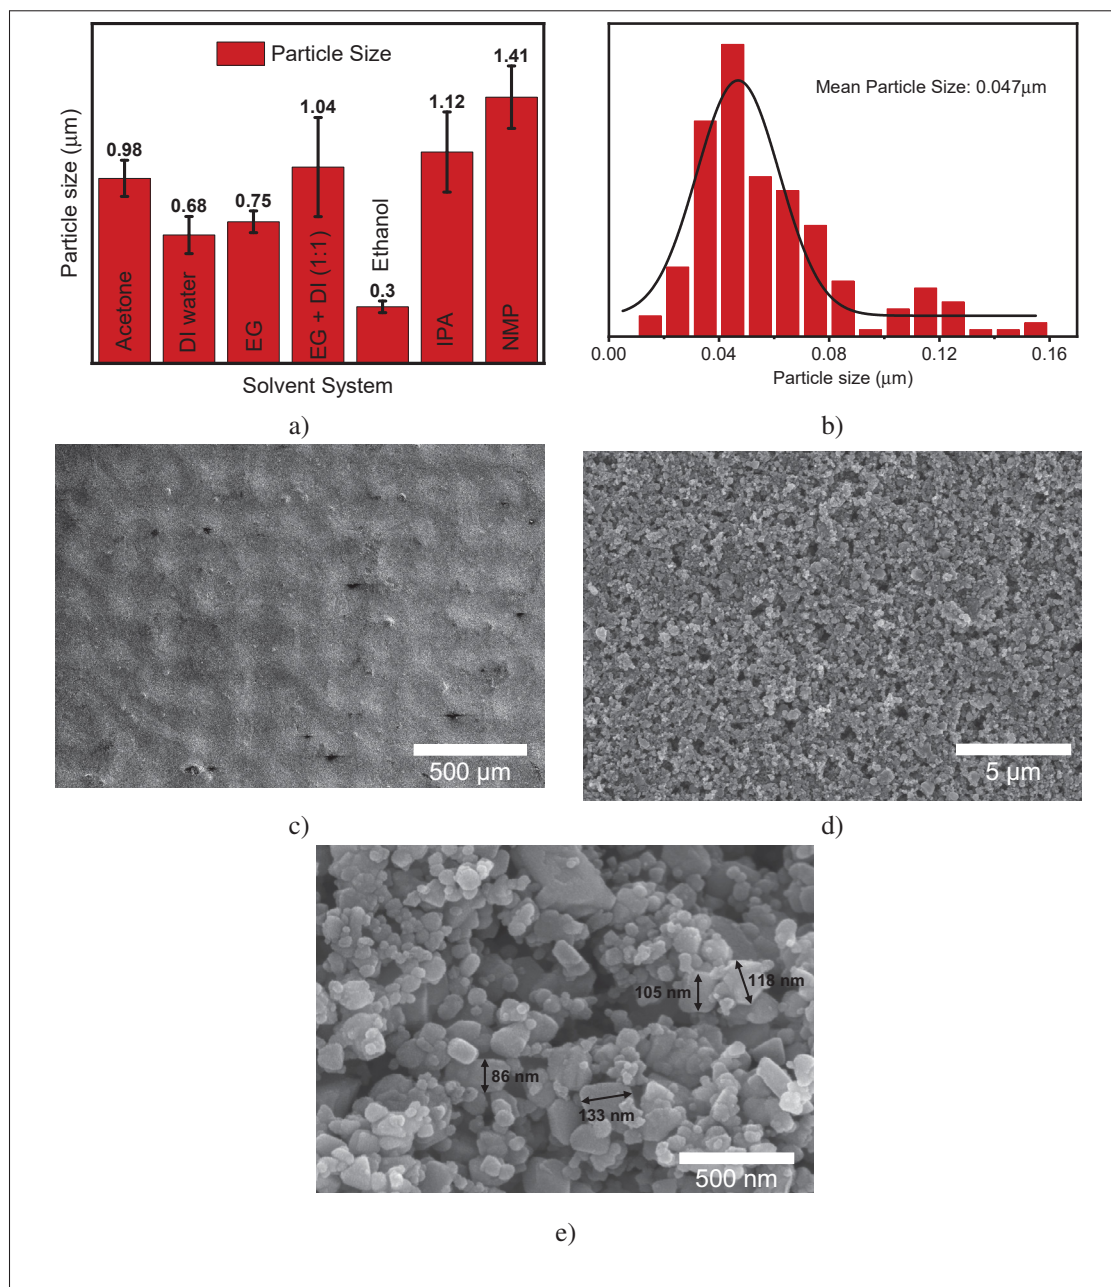 Particle Size
0.98
0.68
0.75
1.04
0.3
1.12
1.41
Particle size (μm)
Acetone
DI water
EG
EG + DI (1:1)
Ethanol
IPA
NMP
Solvent System
a)
Mean Particle Size: 0.047μm
0.00
0.04
0.08
0.12
0.16
Particle size (μm)
b)
500 μm
c)
5 μm
d)
105 nm
118 nm
86 nm
133 nm
500 nm
e)